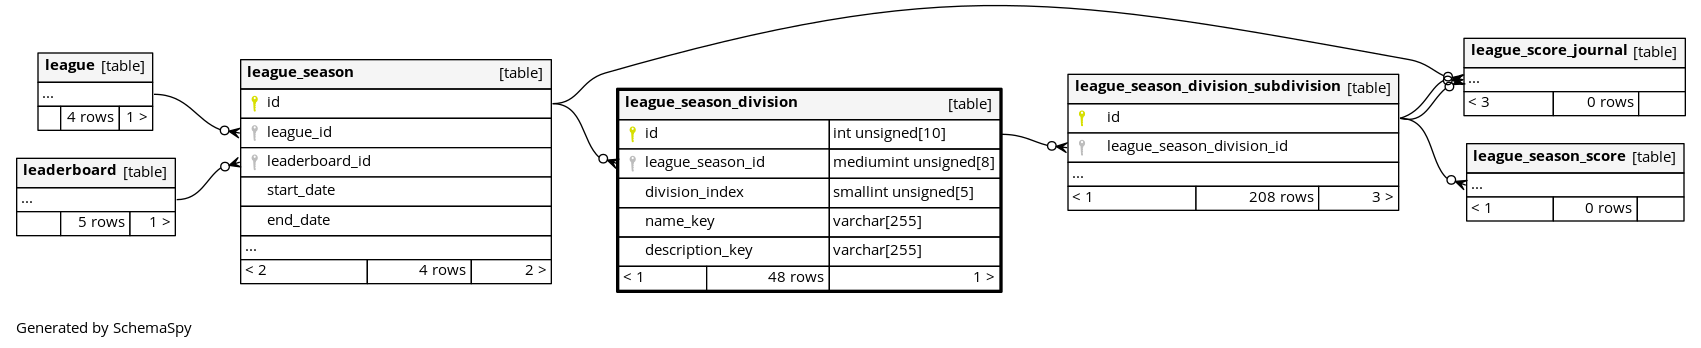 league [table]
...
4 rows 1 >
leaderboard [table]
...
5 rows 1 >
league_season [table]
id
league_id
leaderboard_id
start_date
end_date
...
< 2 4 rows 2 >
league_season_division [table]
id int unsigned[10]
league_season_id mediumint unsigned[8]
division_index smallint unsigned[5]
name_key varchar[255]
description_key varchar[255]
< 1 48 rows 1 >
league_season_division_subdivision [table]
id
league_season_division_id
...
< 1 208 rows 3 >
league_score_journal [table]
...
< 3 0 rows
league_season_score [table]
...
< 1 0 rows
Generated by SchemaSpy